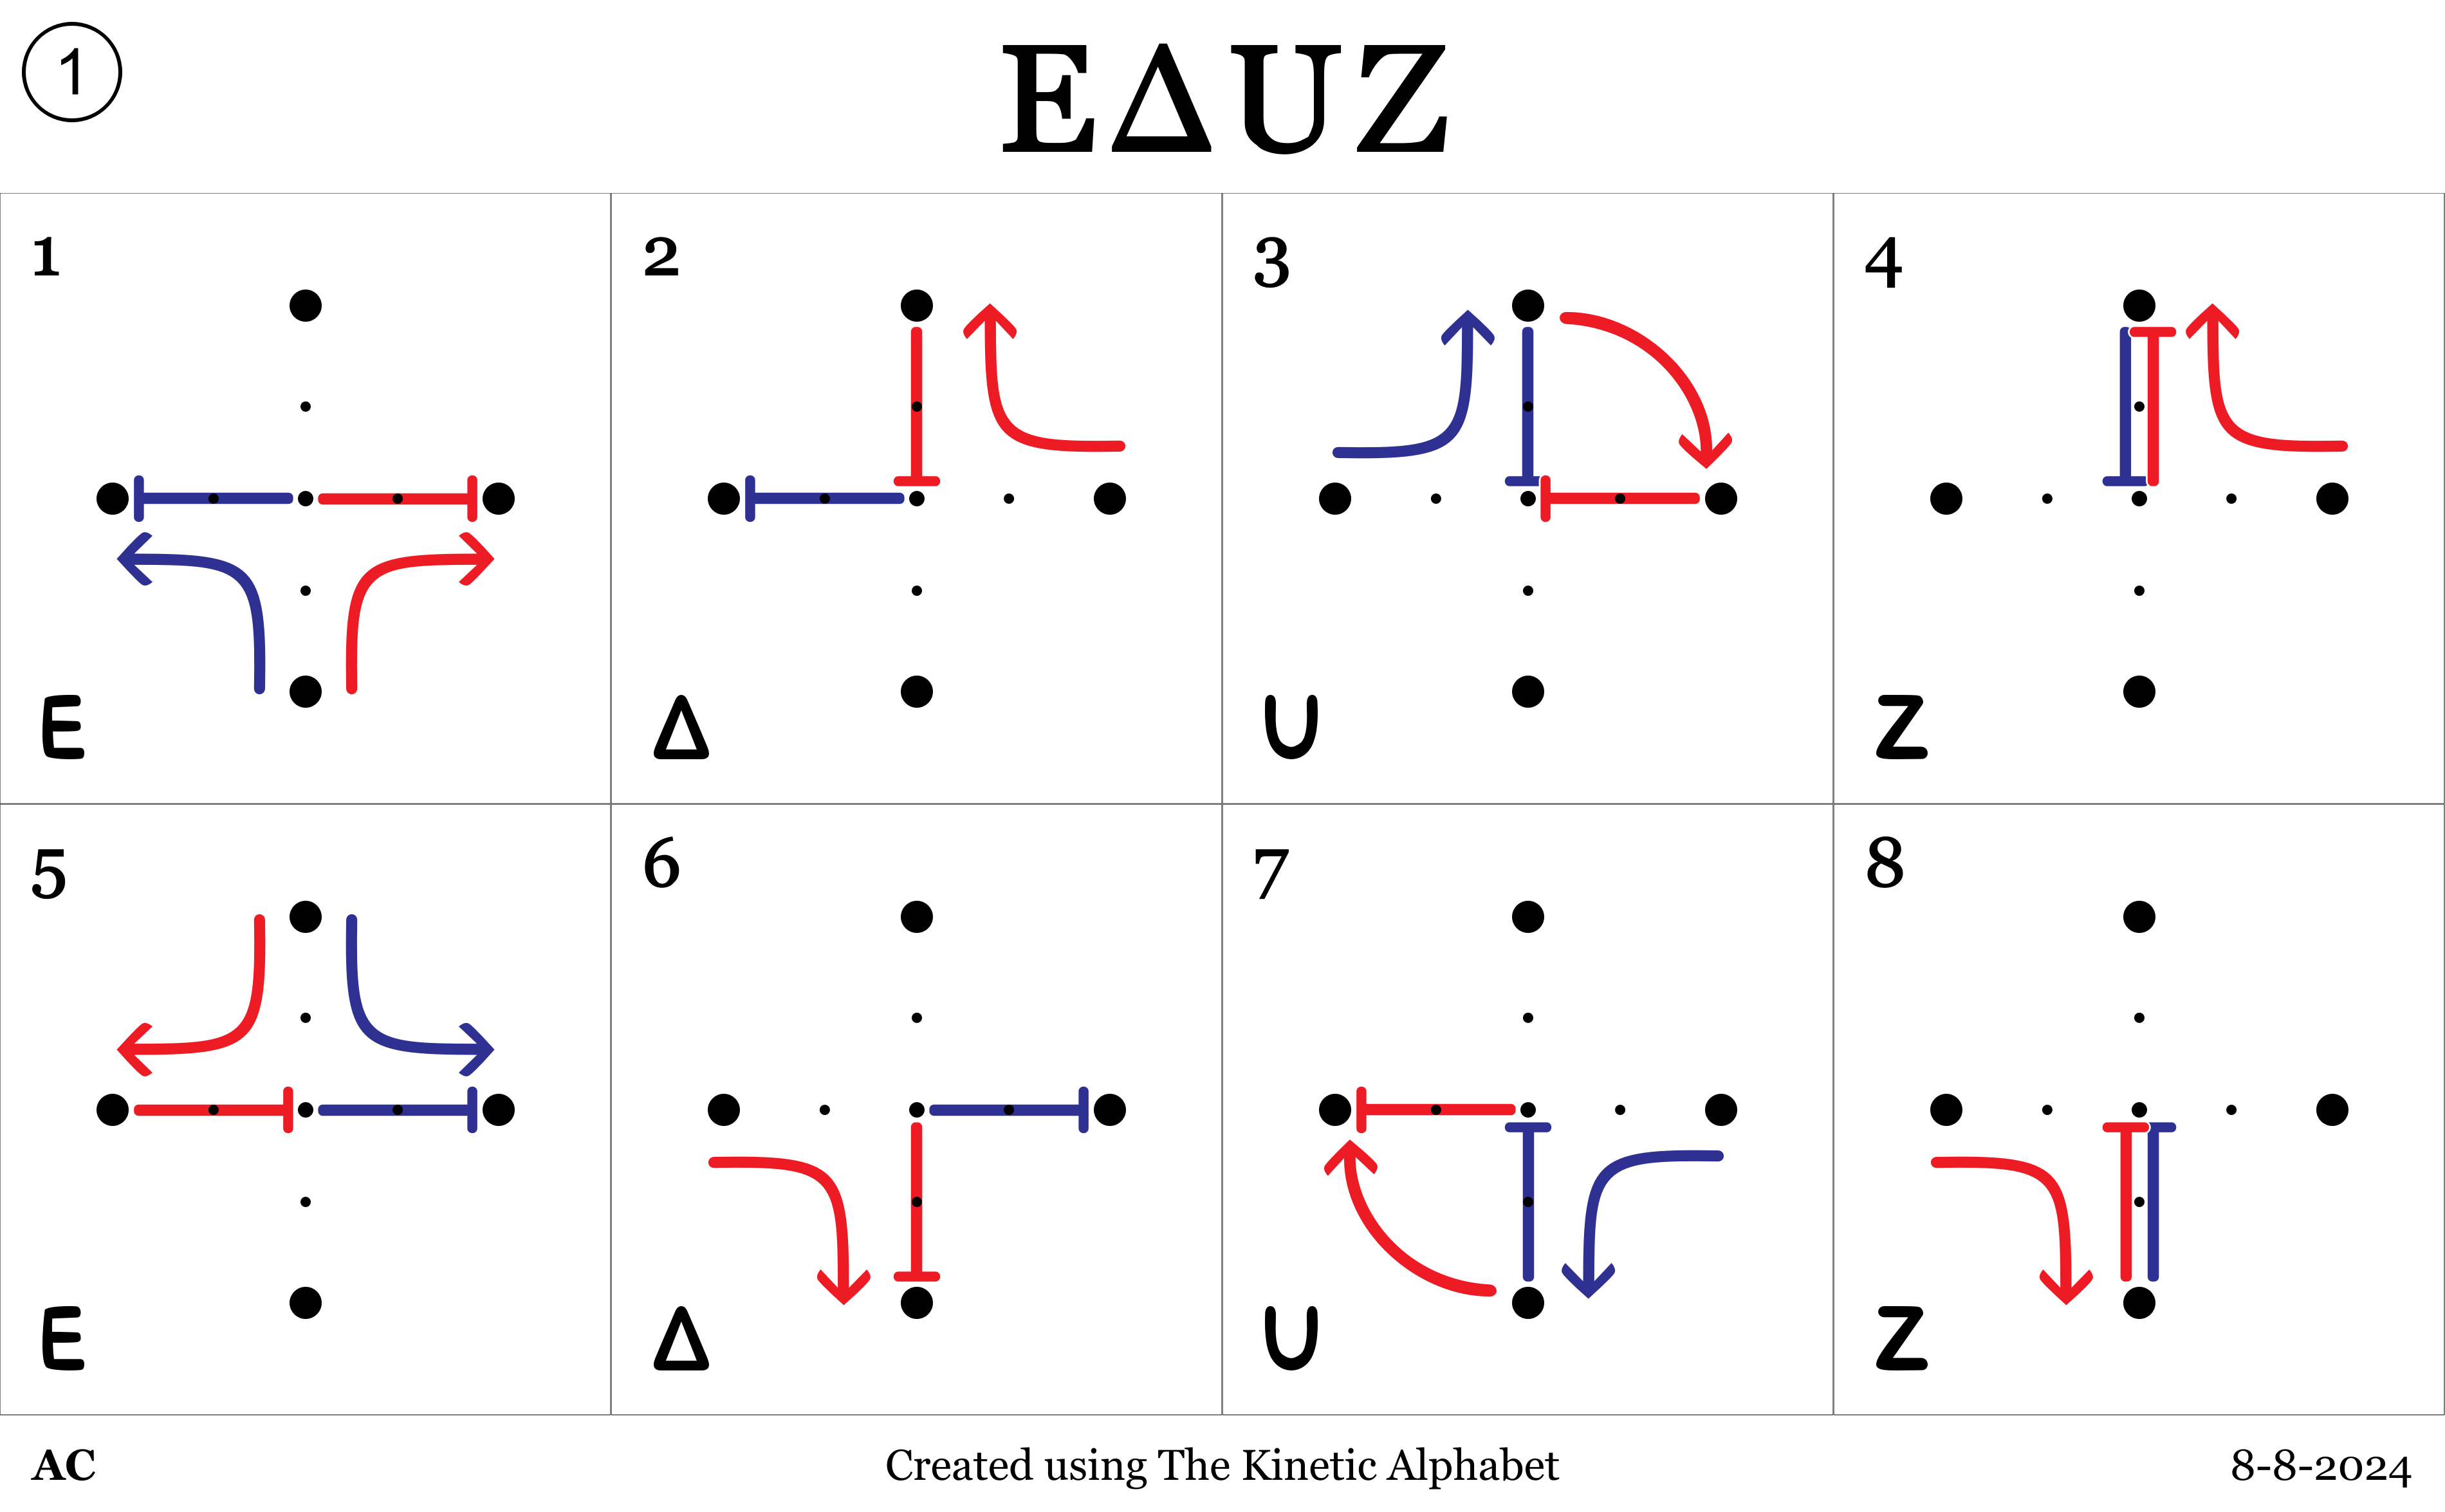 1
EΔUZ
1 2 3 4
E Δ U Z
5 6 7 8
E Δ U Z
AC Created using The Kinetic Alphabet 8-8-2024